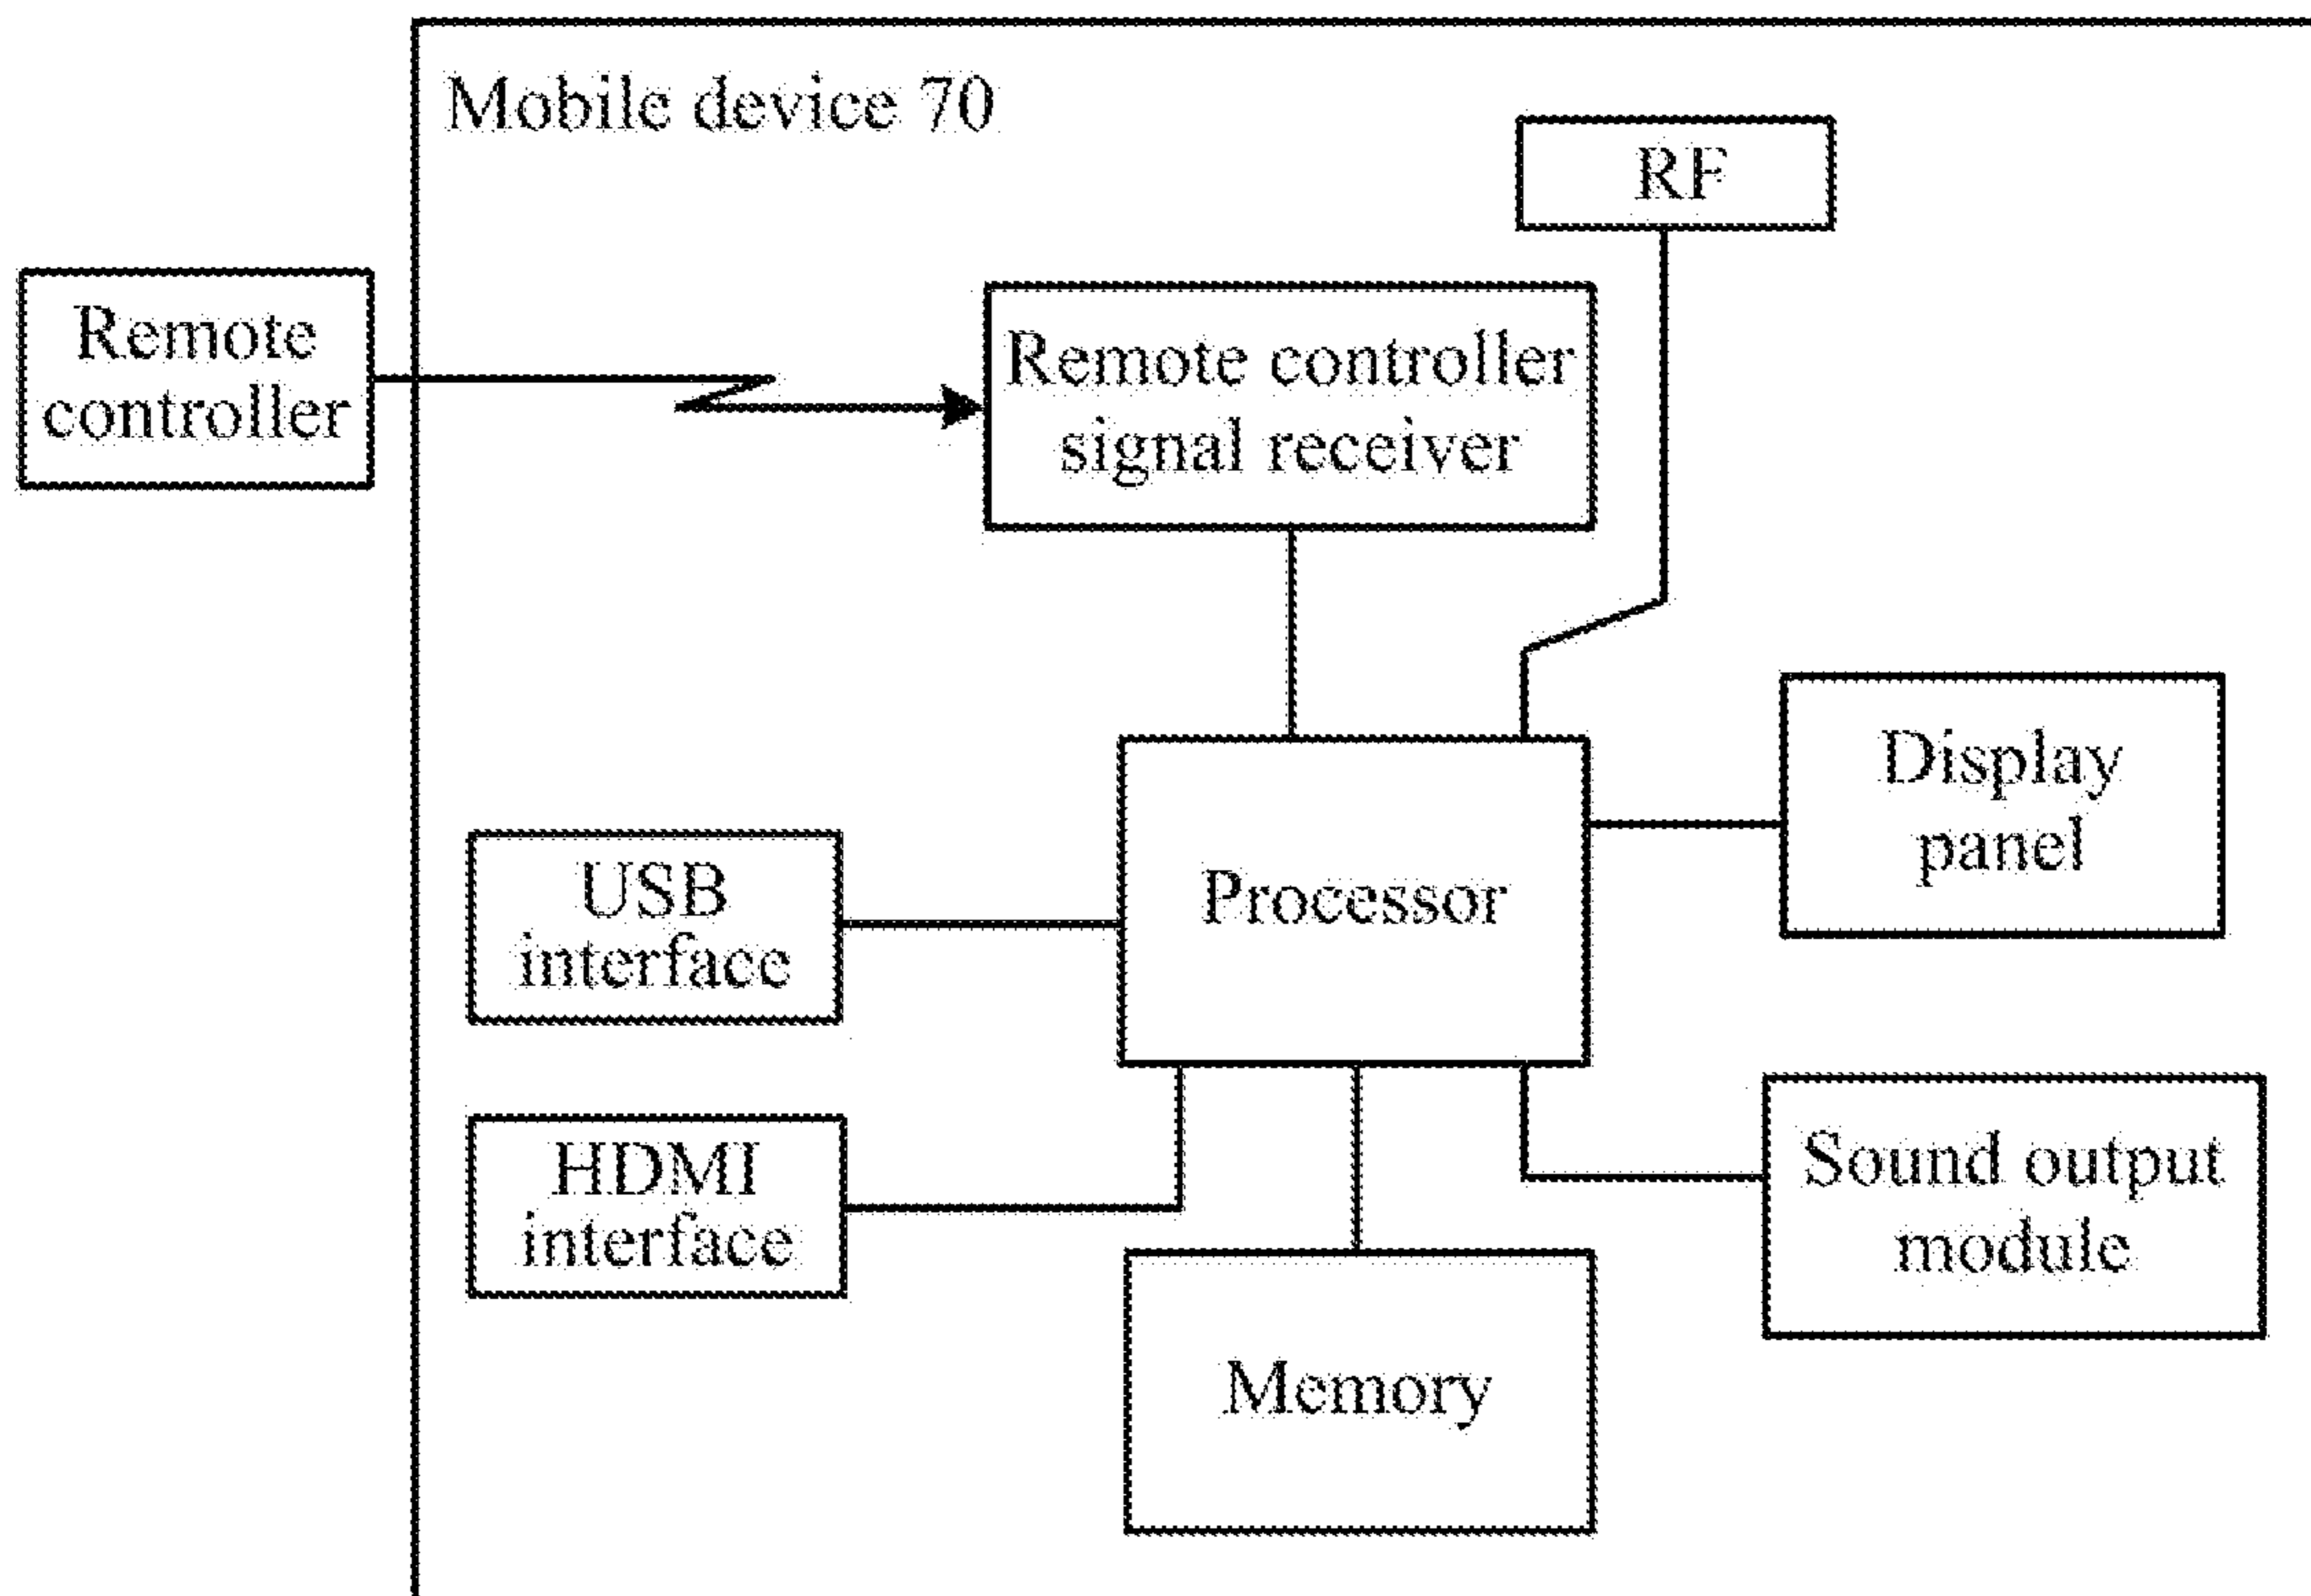 Mobile device 70
RF
Remote
controller
Remote controller
signal receiver
Display
panel
USB
interface
Processor
HDMI
interface
Sound output
module
Memory